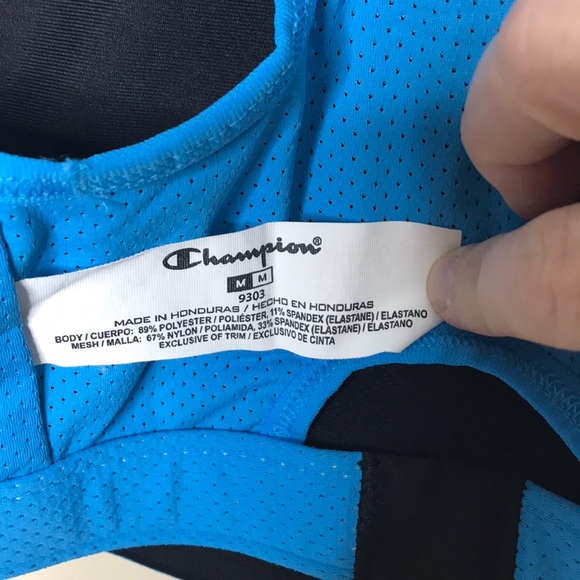 Champion®
M M
9303
MADE IN HONDURAS / HECHO EN HONDURAS
BODY / CUERPO: 89% POLYESTER / POLIÉSTER, 11% SPANDEX (ELASTANE) / ELASTANO
MESH / MALLA: 67% NYLON / POLIAMIDA, 33% SPANDEX (ELASTANE) / ELASTANO
EXCLUSIVE OF TRIM / EXCLUSIVO DE CINTA